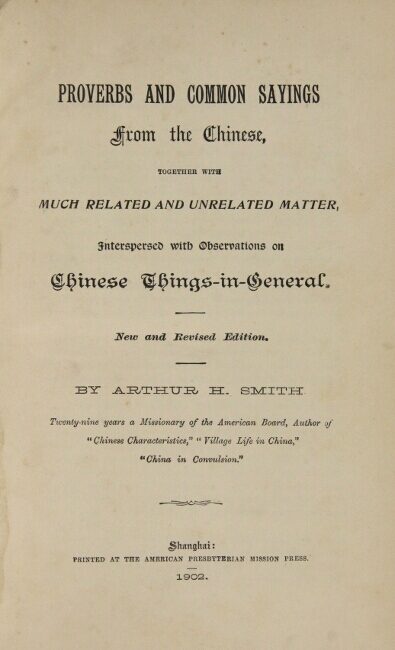 PROVERBS AND COMMON SAYINGS
From the Chinese,
TOGETHER WITH
MUCH RELATED AND UNRELATED MATTER,
Interspersed with Observations on
Chinese Things-in-General.
New and Revised Edition.
BY ARTHUR H. SMITH
Twenty-nine years a Missionary of the American Board, Author of
"Chinese Characteristics," "Village Life in China,"
"China in Convulsion."
Shanghai:
PRINTED AT THE AMERICAN PRESBYTERIAN MISSION PRESS.
1902.